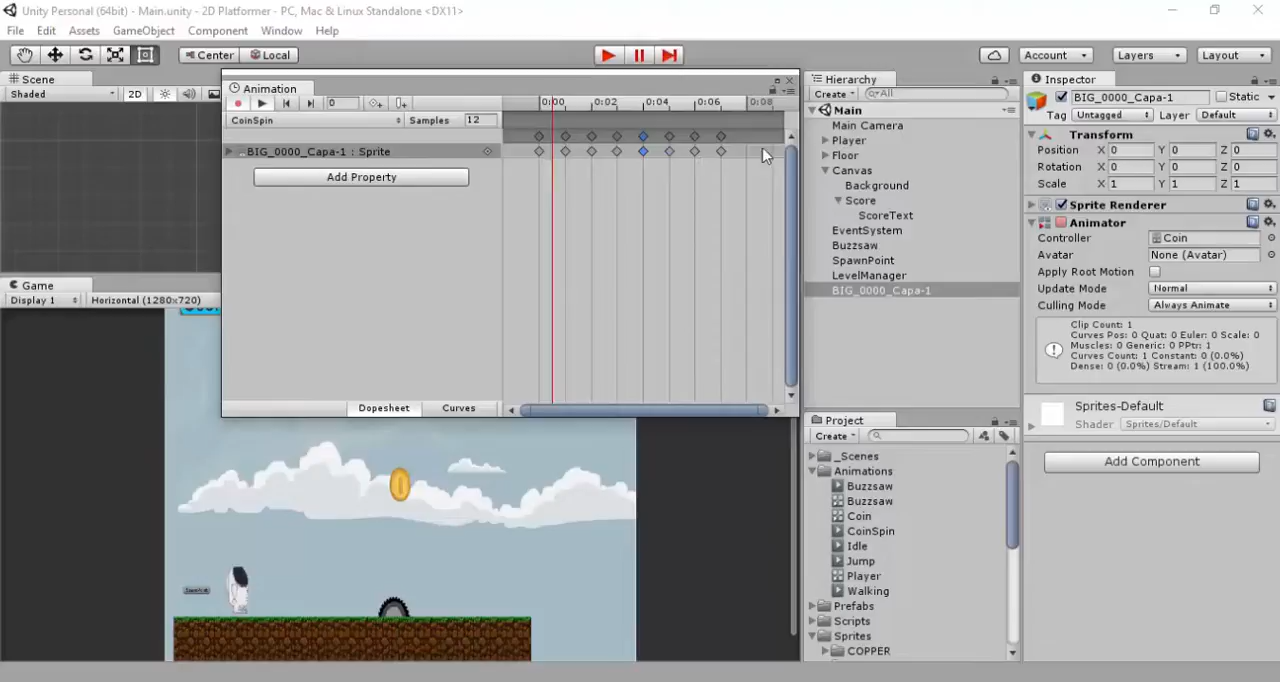 Unity Personal (64bit) - Main.unity - 2D Platformer - PC, Mac & Linux Standalone <DX11>
File Edit Assets GameObject Component Window Help
Center Local Account Layers Layout
Scene
Shaded 2D
Animation
0 0:00 0:02 0:04 0:06 0:08
CoinSpin Samples 12
BIG_0000_Capa-1 : Sprite
Add Property
Dopesheet Curves
Game
Display 1 Horizontal (1280x720)
Hierarchy
Create All
Main
Main Camera
Player
Floor
Canvas
Background
Score
ScoreText
EventSystem
Buzzsaw
SpawnPoint
LevelManager
BIG_0000_Capa-1
Project
Create
_Scenes
Animations
Buzzsaw
Buzzsaw
Coin
CoinSpin
Idle
Jump
Player
Walking
Prefabs
Scripts
Sprites
COPPER
Inspector
BIG_0000_Capa-1 Static
Tag Untagged Layer Default
Transform
Position X 0 Y 0 Z 0
Rotation X 0 Y 0 Z 0
Scale X 1 Y 1 Z 1
Sprite Renderer
Animator
Controller Coin
Avatar None (Avatar)
Apply Root Motion
Update Mode Normal
Culling Mode Always Animate
Clip Count: 1
Curves Pos: 0 Quat: 0 Euler: 0 Scale: 0
Muscles: 0 Generic: 0 PPtr: 1
Curves Count: 1 Constant: 0 (0.0%)
Dense: 0 (0.0%) Stream: 1 (100.0%)
Sprites-Default
Shader Sprites/Default
Add Component